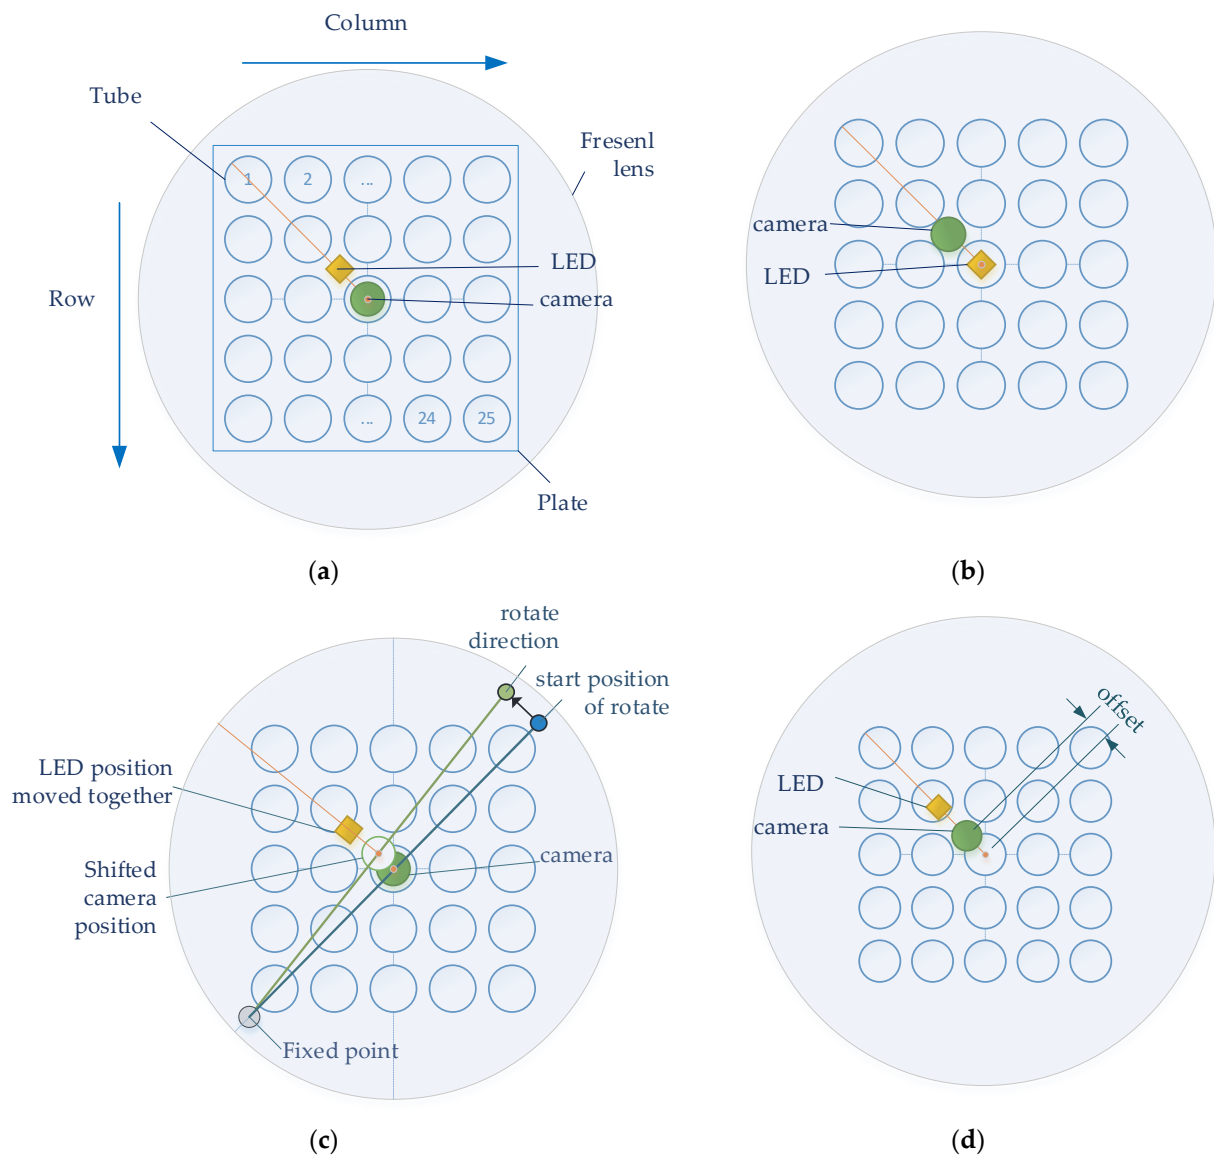 Column
Tube
Fresenl
lens
1
2
...
LED
Row
camera
...
24
25
Plate
(a)
camera
LED
(b)
rotate
direction
start position
of rotate
LED position
moved together
Shifted
camera
position
camera
Fixed point
(c)
offset
LED
camera
(d)